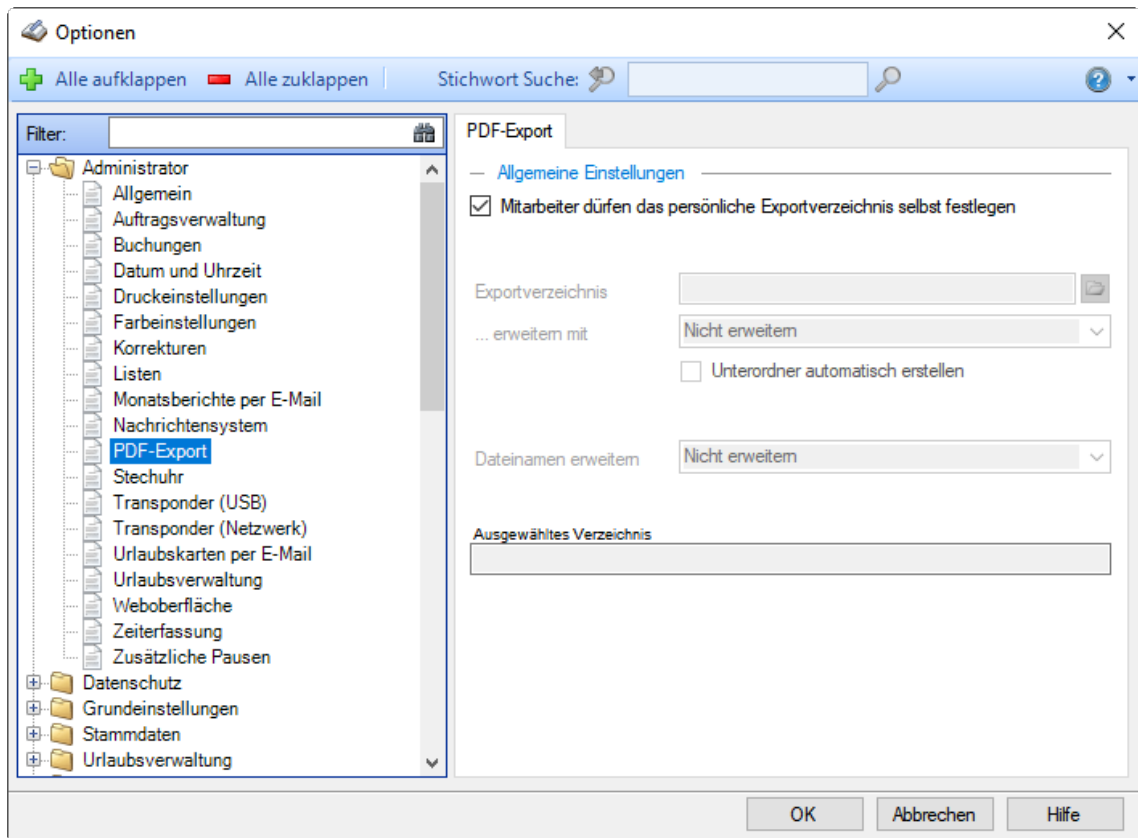 Optionen
Alle aufklappen Alle zuklappen Stichwort Suche:
Filter:
Administrator
Allgemein
Auftragsverwaltung
Buchungen
Datum und Uhrzeit
Druckeinstellungen
Farbeinstellungen
Korrekturen
Listen
Monatsberichte per E-Mail
Nachrichtensystem
PDF-Export
Stechuhr
Transponder (USB)
Transponder (Netzwerk)
Urlaubskarten per E-Mail
Urlaubsverwaltung
Weboberfläche
Zeiterfassung
Zusätzliche Pausen
Datenschutz
Grundeinstellungen
Stammdaten
Urlaubsverwaltung
PDF-Export
Allgemeine Einstellungen
Mitarbeiter dürfen das persönliche Exportverzeichnis selbst festlegen
Exportverzeichnis
... erweitern mit Nicht erweitern
Unterordner automatisch erstellen
Dateinamen erweitern Nicht erweitern
Ausgewähltes Verzeichnis
OK Abbrechen Hilfe